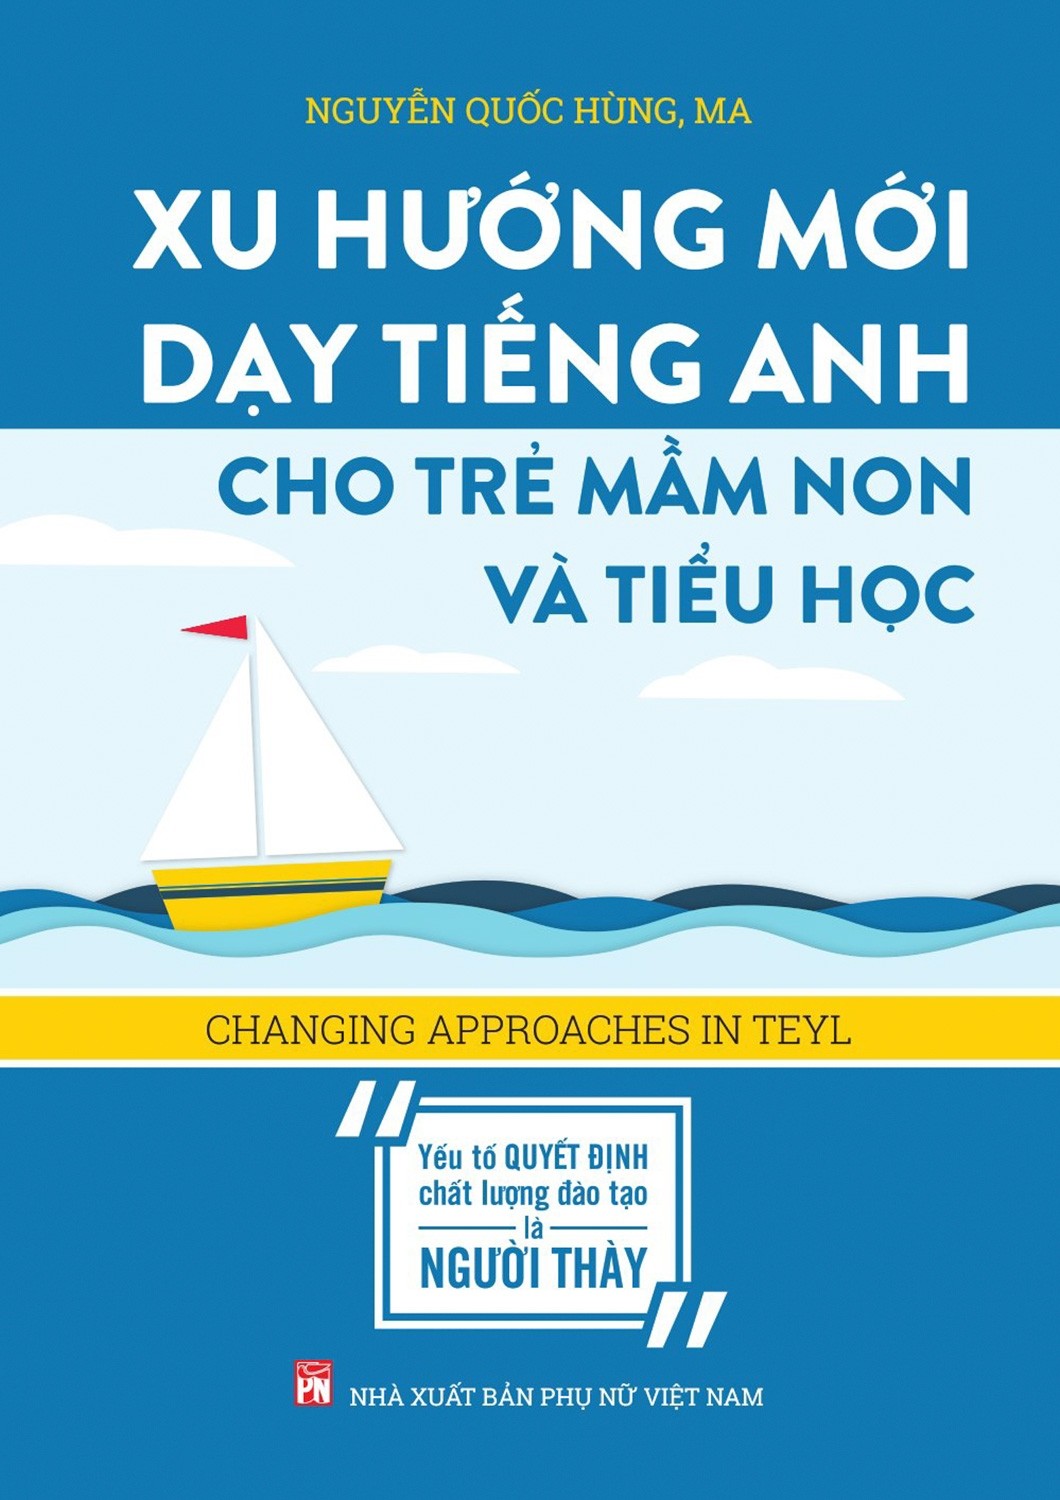 NGUYỄN QUỐC HÙNG, MA
XU HƯỚNG MỚI
DẠY TIẾNG ANH
CHO TRẺ MẦM NON
VÀ TIỂU HỌC
CHANGING APPROACHES IN TEYL
Yếu tố QUYẾT ĐỊNH
chất lượng đào tạo
là
NGƯỜI THÀY
PN
NHÀ XUẤT BẢN PHỤ NỮ VIỆT NAM